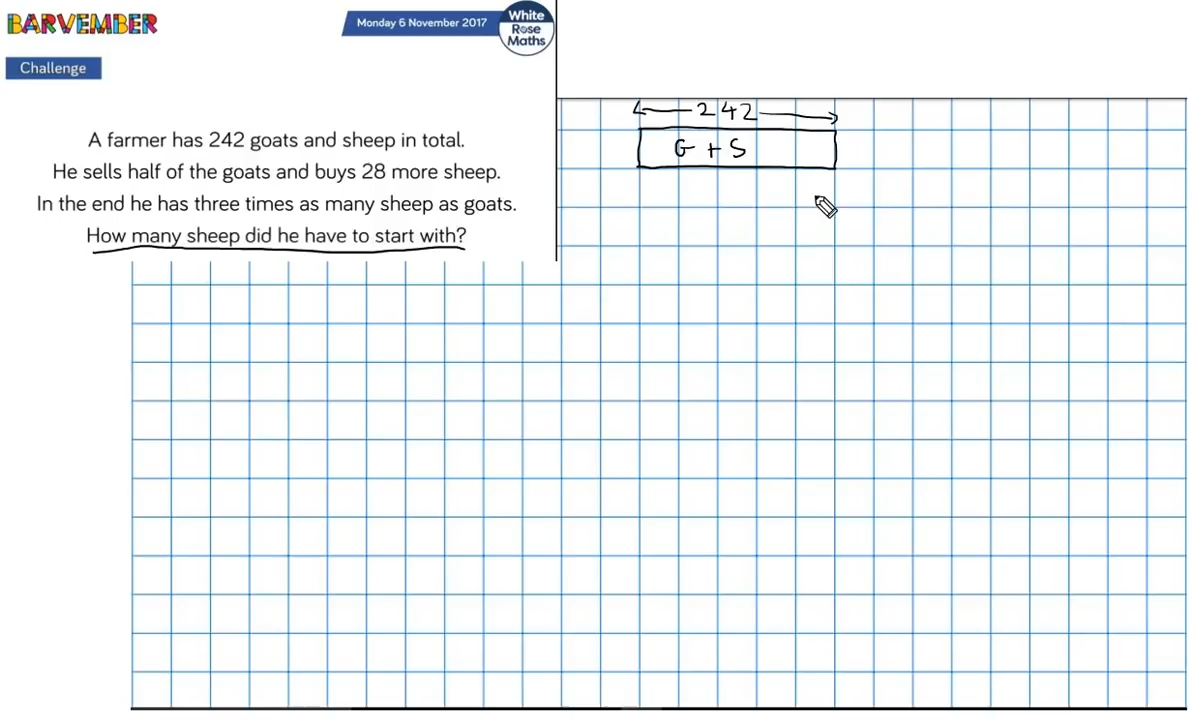 BARVEMBER
Monday 6 November 2017
White
Rose
Maths
Challenge
A farmer has 242 goats and sheep in total.
He sells half of the goats and buys 28 more sheep.
In the end he has three times as many sheep as goats.
How many sheep did he have to start with?
242
G + S